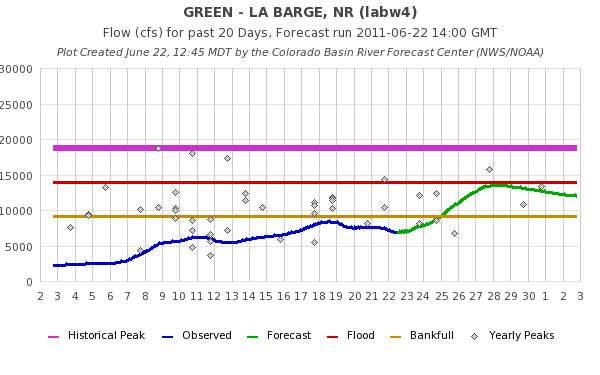 GREEN - LA BARGE, NR (labw4)
Flow (cfs) for past 20 Days, Forecast run 2011-06-22 14:00 GMT
Plot Created June 22, 12:45 MDT by the Colorado Basin River Forecast Center (NWS/NOAA)
30000
25000
20000
15000
10000
5000
0
2 3 4 5 6 7 8 9 10 11 12 13 14 15 16 17 18 19 20 21 22 23 24 25 26 27 28 29 30 1 2 3
Historical Peak Observed Forecast Flood Bankfull Yearly Peaks